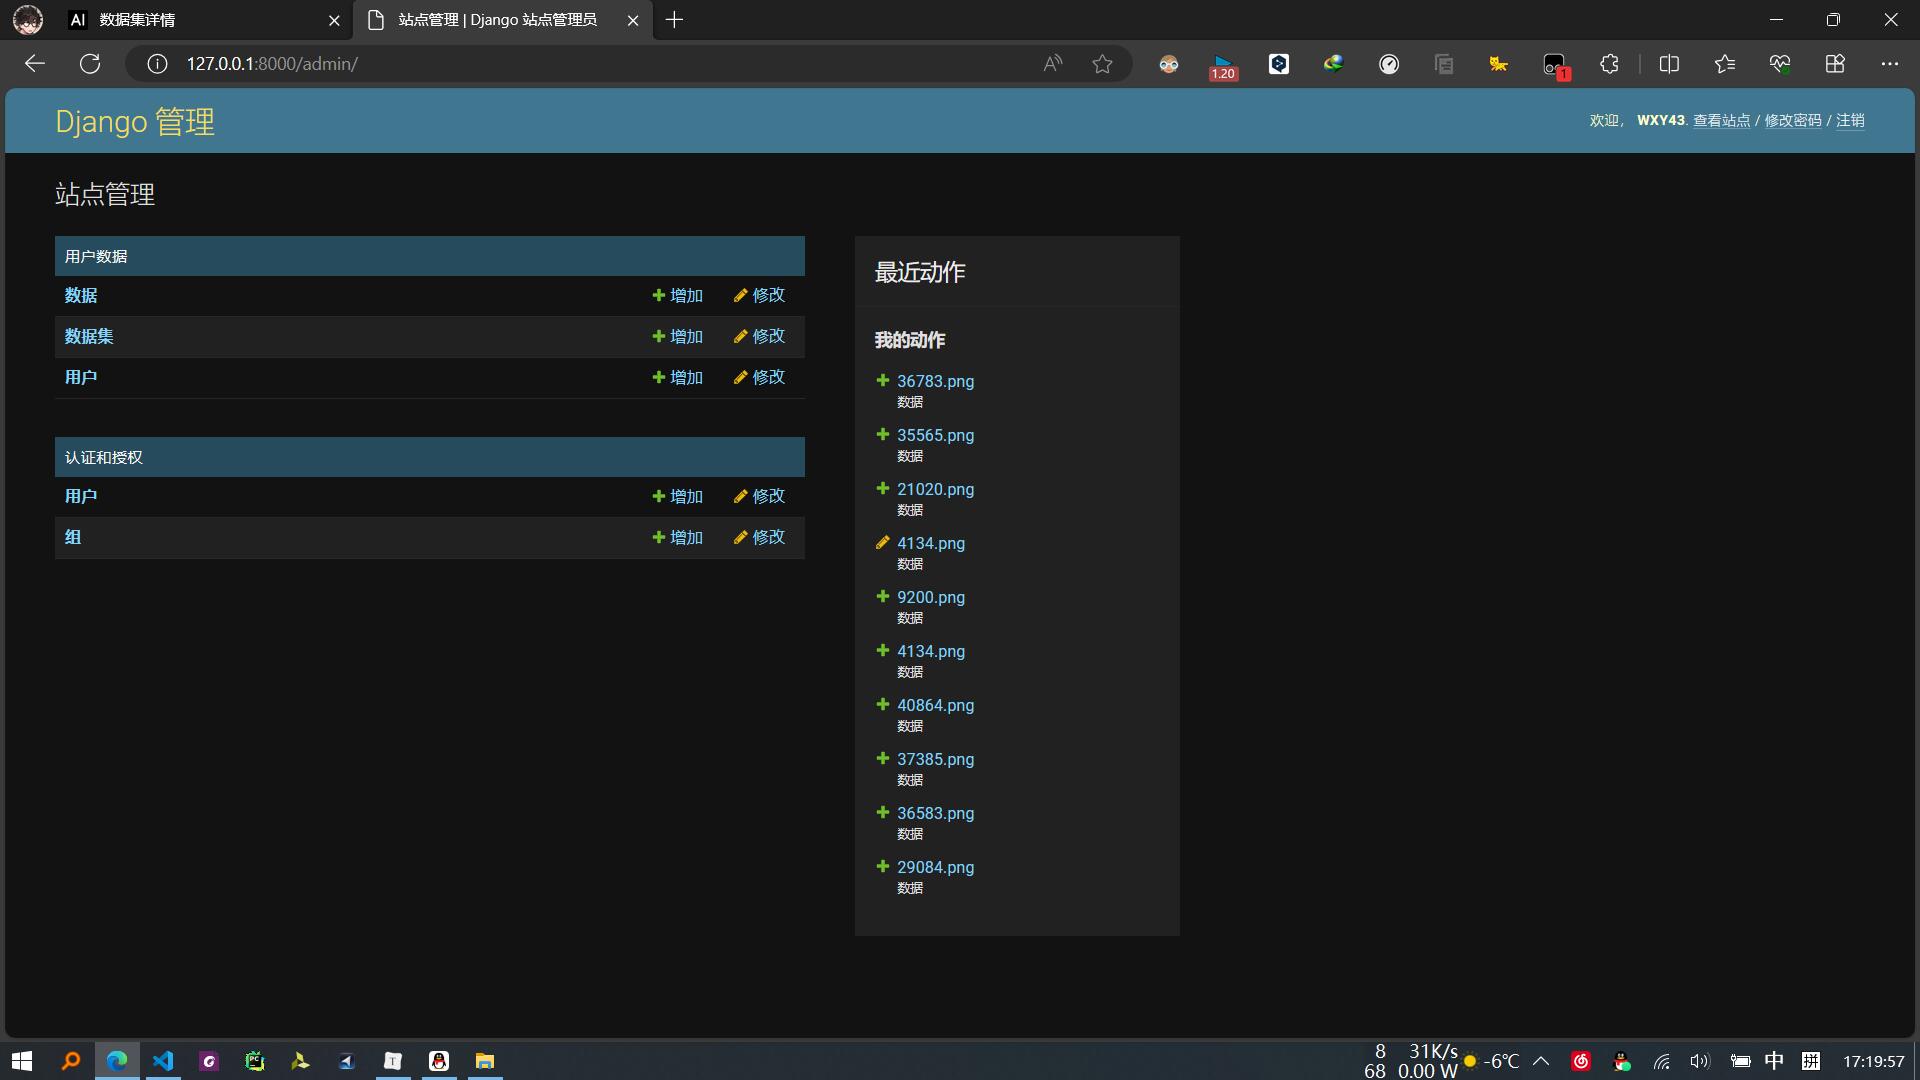 数据集详情
站点管理 | Django 站点管理员
127.0.0.1:8000/admin/
1.20
1
Django 管理
欢迎， WXY43. 查看站点 / 修改密码 / 注销
站点管理
用户数据
数据 增加 修改
数据集 增加 修改
用户 增加 修改
认证和授权
用户 增加 修改
组 增加 修改
最近动作
我的动作
36783.png
数据
35565.png
数据
21020.png
数据
4134.png
数据
9200.png
数据
4134.png
数据
40864.png
数据
37385.png
数据
36583.png
数据
29084.png
数据
8 31K/s
68 0.00 W
-6℃
中
拼
17:19:57